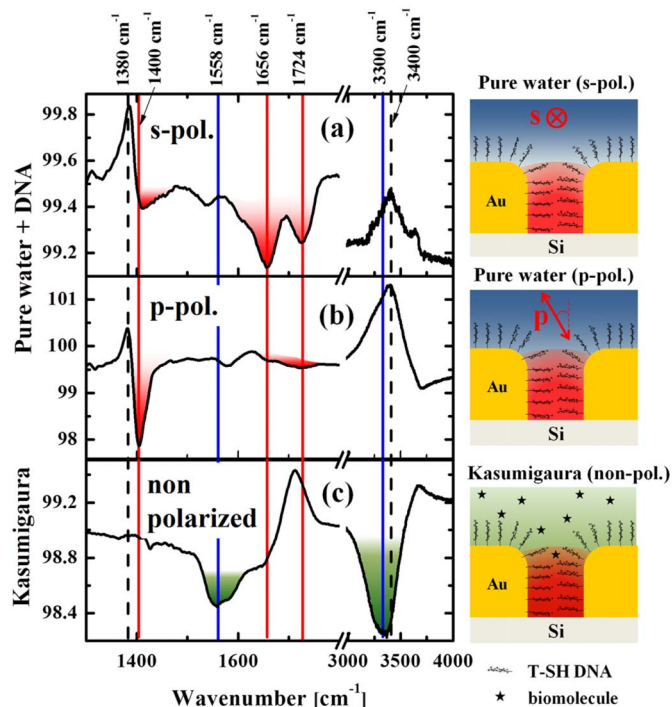 1380 cm⁻¹
1400 cm⁻¹
1558 cm⁻¹
1656 cm⁻¹
1724 cm⁻¹
3300 cm⁻¹
3400 cm⁻¹
Pure water + DNA
99.8
99.6
99.4
99.2
s-pol.
(a)
101
100
99
98
p-pol.
(b)
Kasumigaura
99.2
98.8
98.4
non
polarized
(c)
1400
1600
3000
3500
4000
Wavenumber [cm⁻¹]
Pure water (s-pol.)
s
Au
Si
Pure water (p-pol.)
p
Au
Si
Kasumigaura (non-pol.)
Au
Si
T-SH DNA
biomolecule